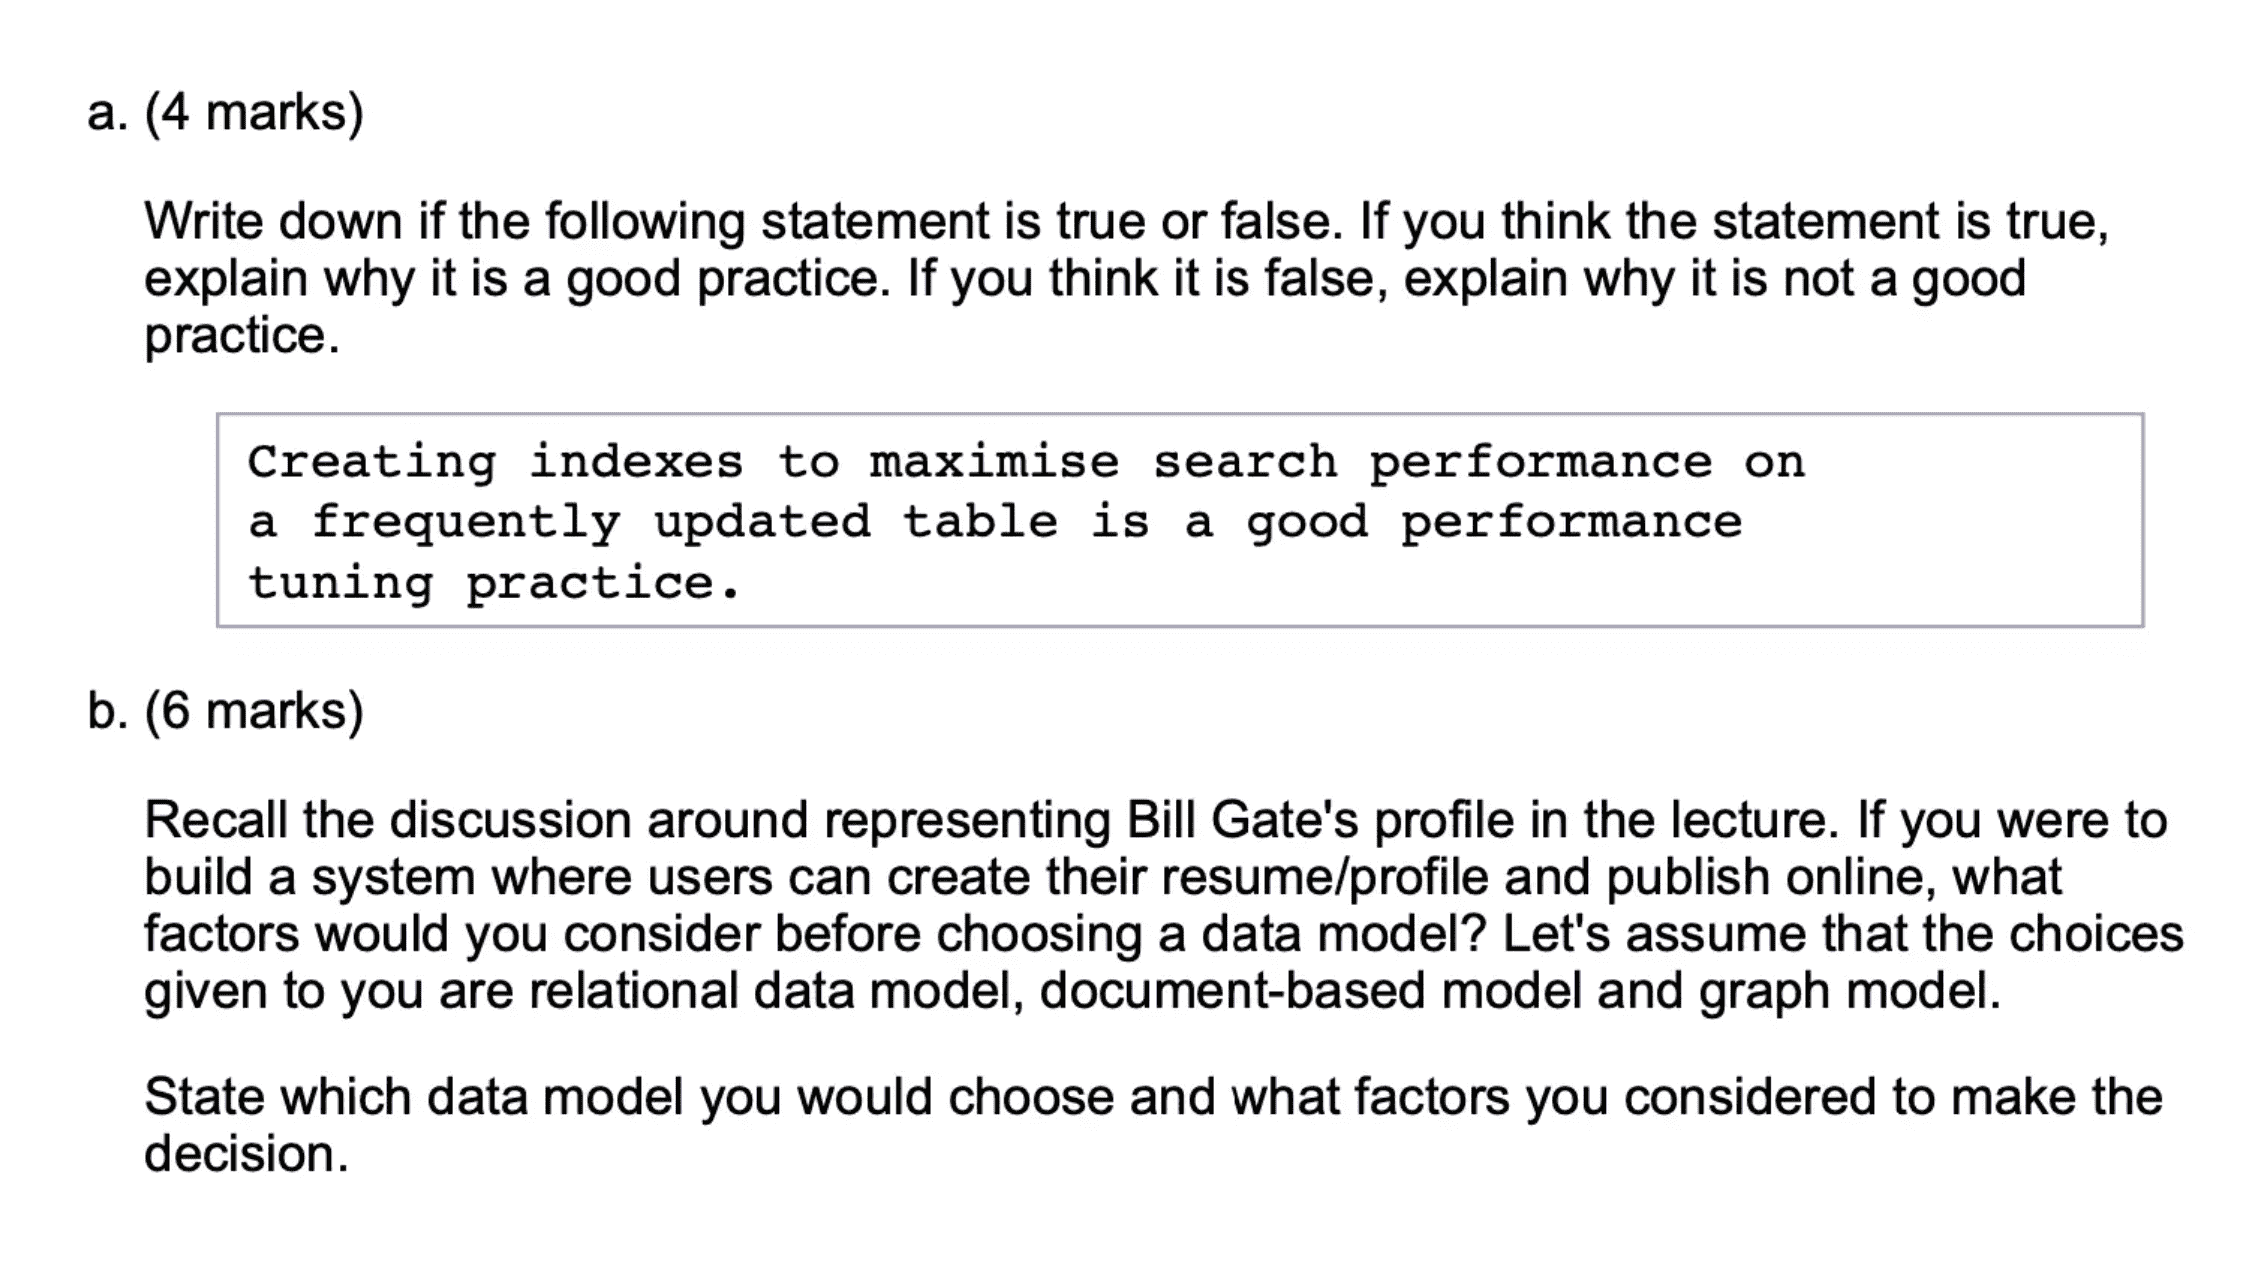 a. (4 marks)
Write down if the following statement is true or false. If you think the statement is true,
explain why it is a good practice. If you think it is false, explain why it is not a good
practice.
Creating indexes to maximise search performance on
a frequently updated table is a good performance
tuning practice.
b. (6 marks)
Recall the discussion around representing Bill Gate's profile in the lecture. If you were to
build a system where users can create their resume/profile and publish online, what
factors would you consider before choosing a data model? Let's assume that the choices
given to you are relational data model, document-based model and graph model.
State which data model you would choose and what factors you considered to make the
decision.